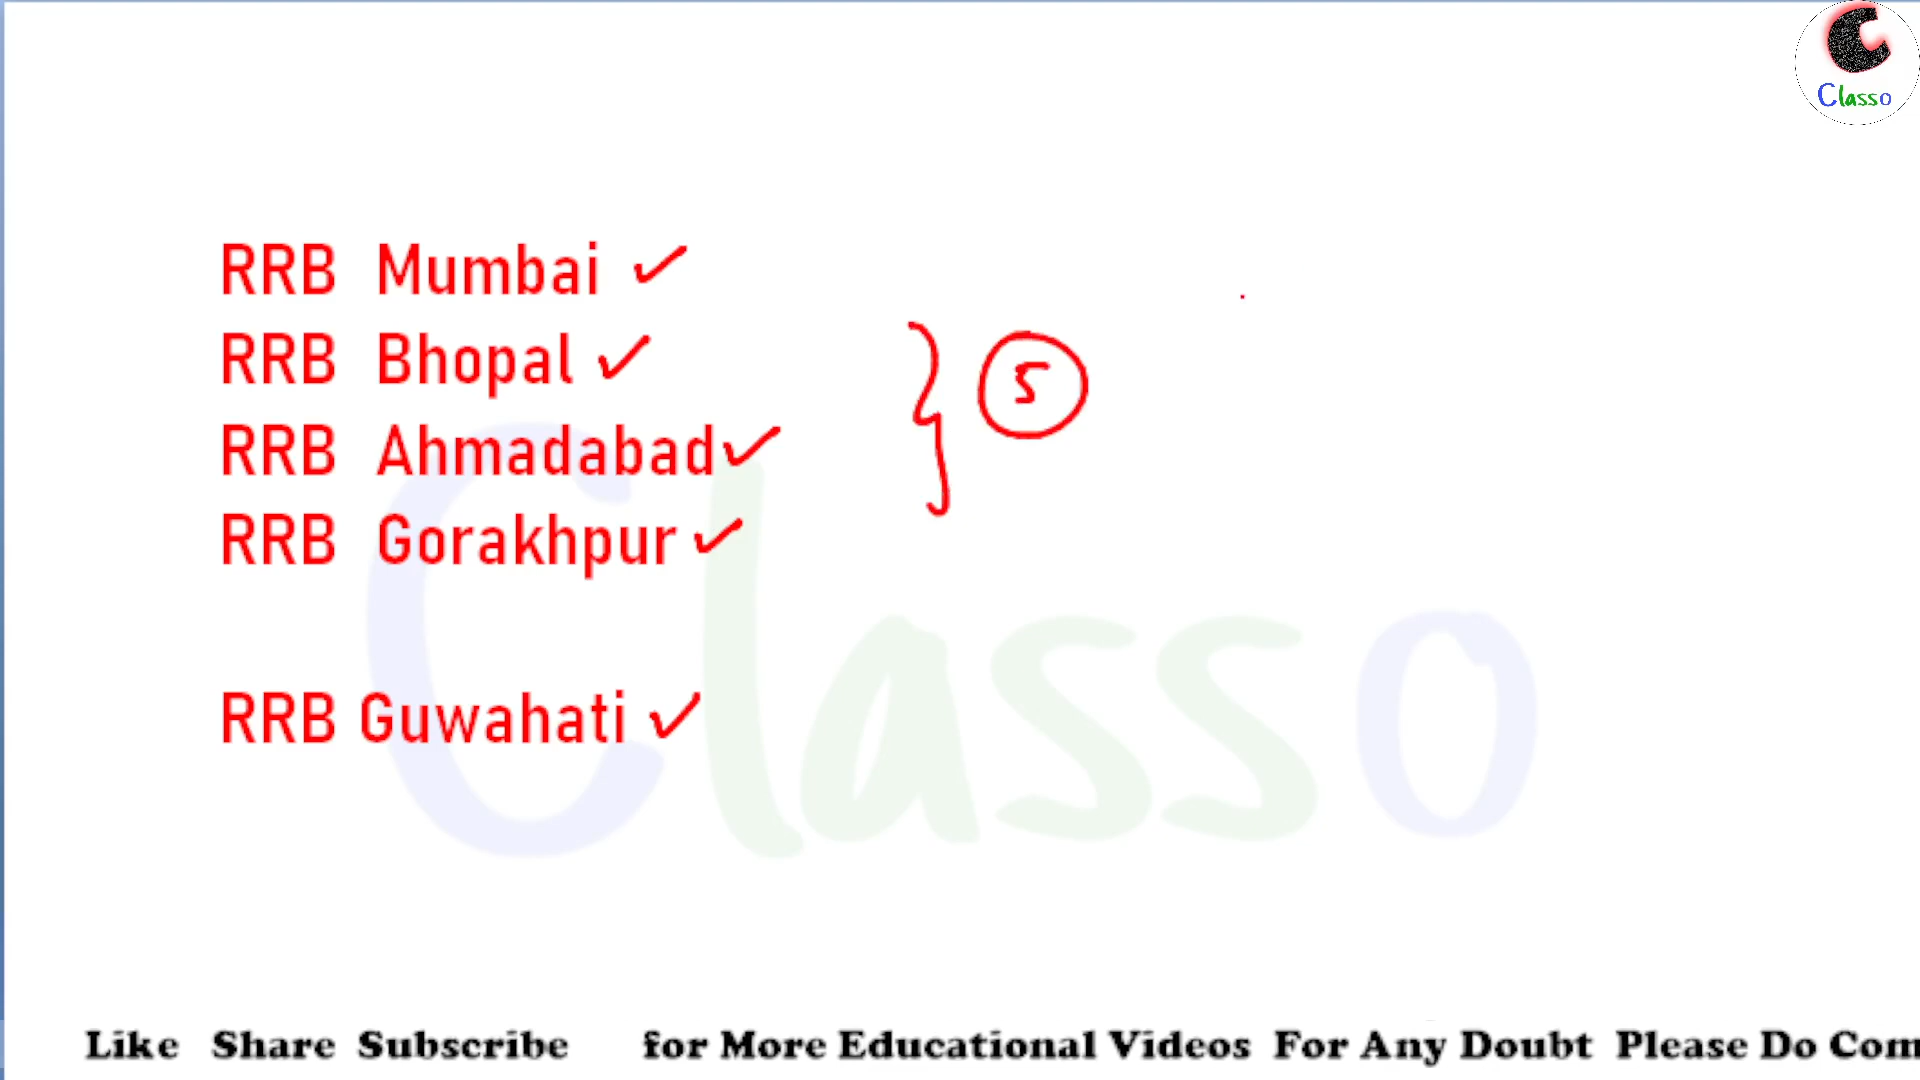 Classo
RRB Mumbai ✓
RRB Bhopal ✓
5
RRB Ahmadabad ✓
RRB Gorakhpur ✓
RRB Guwahati ✓
Classo
Like Share Subscribe for More Educational Videos For Any Doubt Please Do Com